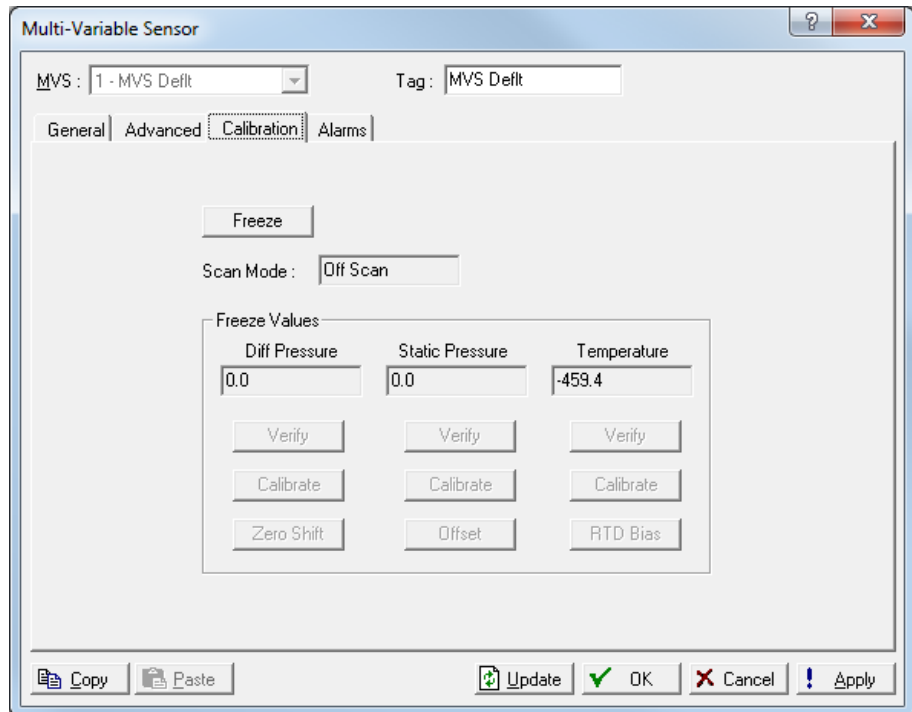 Multi-Variable Sensor
MVS : 1 - MVS Deflt Tag : MVS Deflt
General Advanced Calibration Alarms
Freeze
Scan Mode : Off Scan
Freeze Values
Diff Pressure Static Pressure Temperature
0.0 0.0 -459.4
Verify Verify Verify
Calibrate Calibrate Calibrate
Zero Shift Offset RTD Bias
Copy Paste Update OK Cancel ! Apply